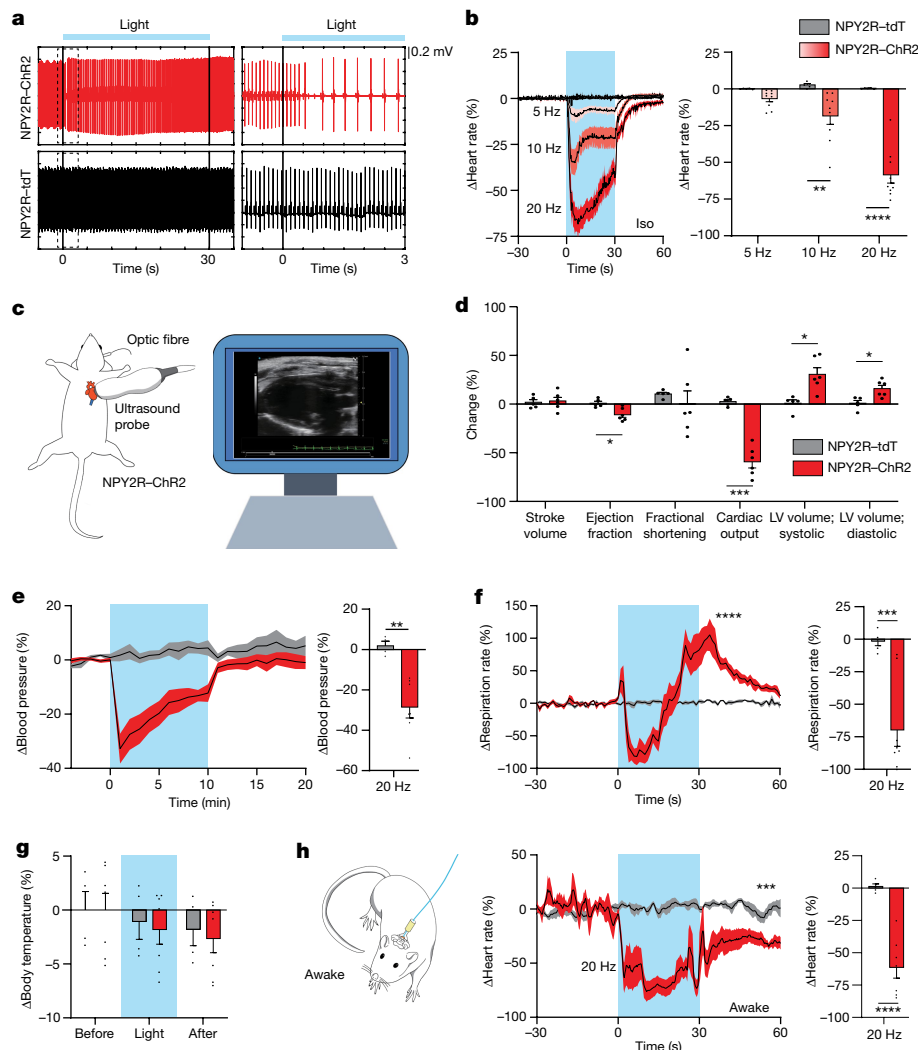 a
Light
Light
0.2 mV
NPY2R–ChR2
NPY2R–tdT
0
30
0
3
Time (s)
Time (s)
b
NPY2R–tdT
NPY2R–ChR2
ΔHeart rate (%)
25
0
−25
−50
−75
5 Hz
10 Hz
20 Hz
Iso
−30
0
30
60
Time (s)
ΔHeart rate (%)
25
0
−25
−50
−75
−100
**
****
5 Hz
10 Hz
20 Hz
c
Optic fibre
Ultrasound
probe
NPY2R–ChR2
d
Change (%)
100
50
0
−50
−100
*
***
*
*
NPY2R–tdT
NPY2R–ChR2
Stroke
volume
Ejection
fraction
Fractional
shortening
Cardiac
output
LV volume;
systolic
LV volume;
diastolic
e
ΔBlood pressure (%)
20
0
−20
−40
−60
0
5
10
15
20
Time (min)
ΔBlood pressure (%)
20
0
−20
−40
−60
**
20 Hz
f
ΔRespiration rate (%)
150
100
50
0
−50
−100
****
−30
0
30
60
Time (s)
ΔRespiration rate (%)
25
0
−25
−50
−75
−100
***
20 Hz
g
ΔBody temperature (%)
5
0
−5
−10
Before
Light
After
h
Awake
ΔHeart rate (%)
50
0
−50
−100
***
20 Hz
Awake
−30
0
30
60
Time (s)
ΔHeart rate (%)
25
0
−25
−50
−75
−100
****
20 Hz